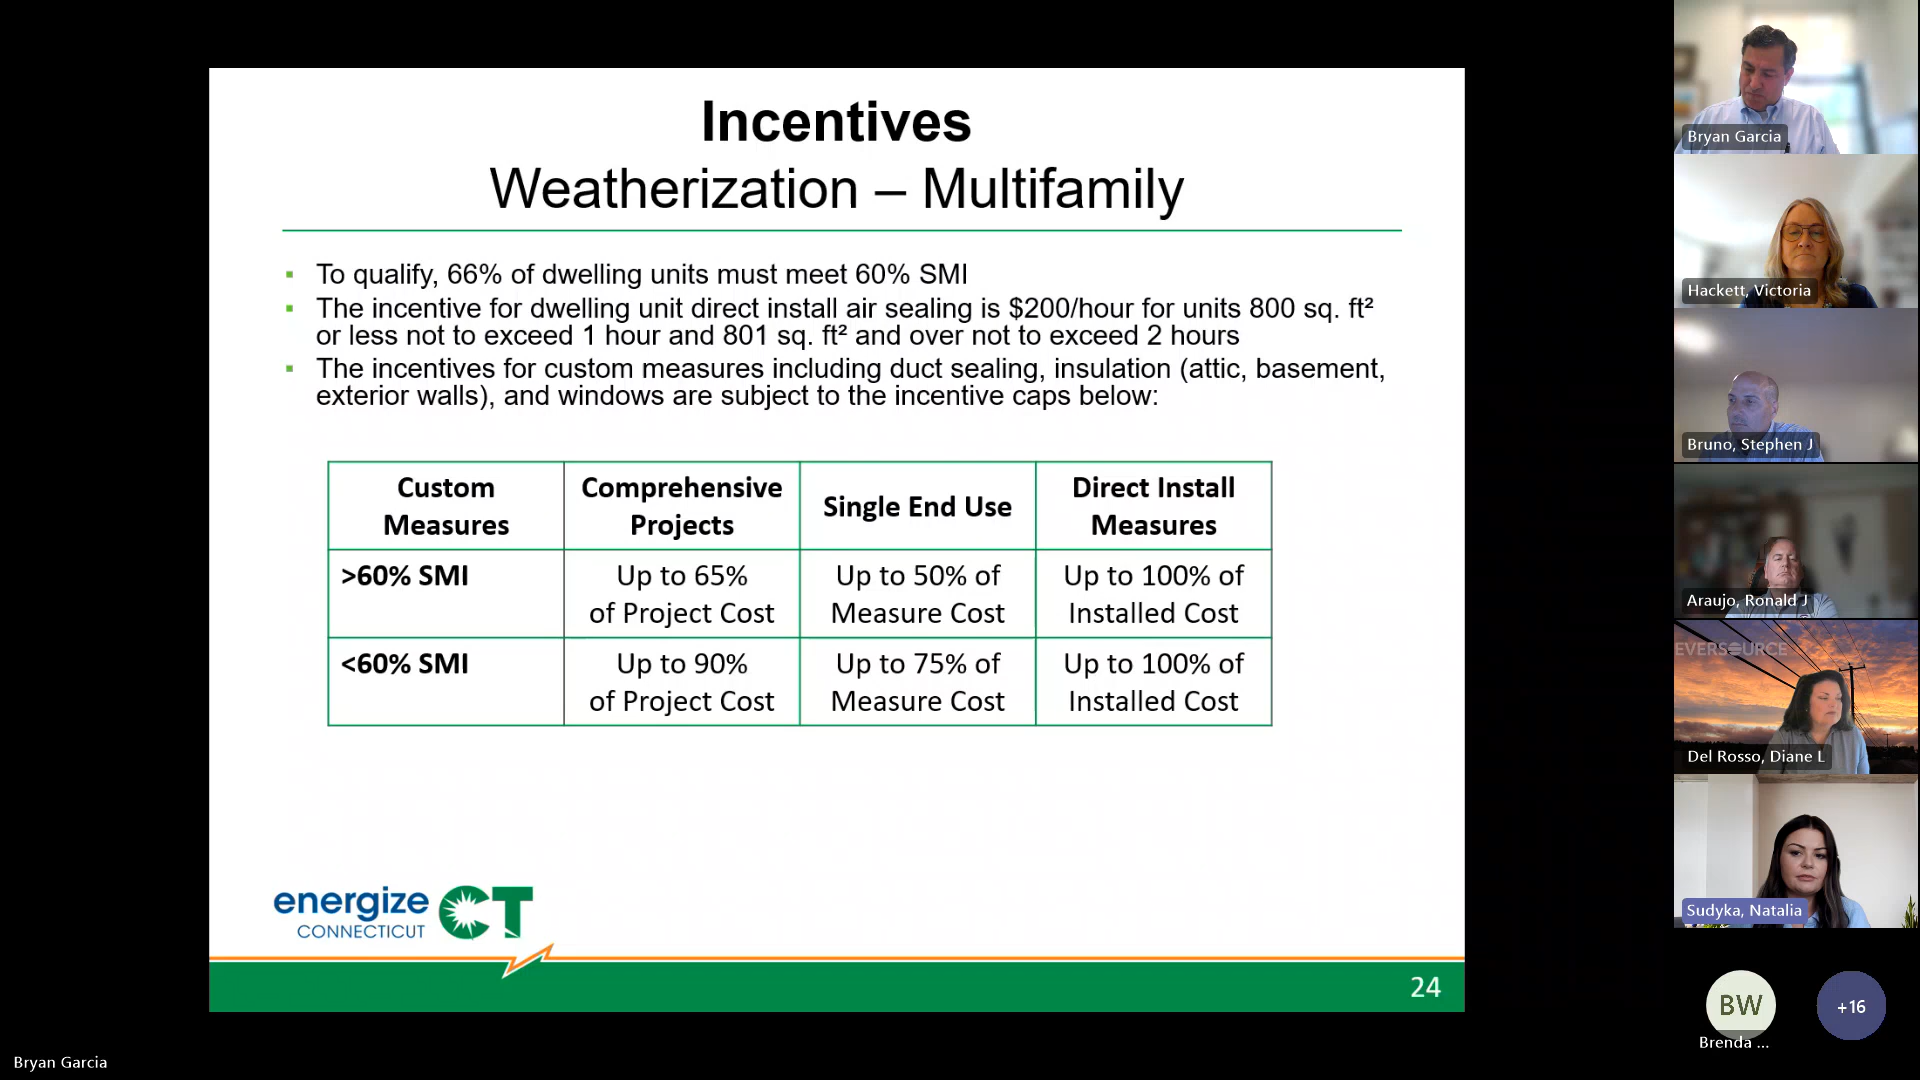 Incentives
Weatherization – Multifamily
▪ To qualify, 66% of dwelling units must meet 60% SMI
▪ The incentive for dwelling unit direct install air sealing is $200/hour for units 800 sq. ft²
or less not to exceed 1 hour and 801 sq. ft² and over not to exceed 2 hours
▪ The incentives for custom measures including duct sealing, insulation (attic, basement,
exterior walls), and windows are subject to the incentive caps below:
Custom Measures
Comprehensive Projects
Single End Use
Direct Install Measures
>60% SMI
Up to 65%
of Project Cost
Up to 50% of
Measure Cost
Up to 100% of
Installed Cost
<60% SMI
Up to 90%
of Project Cost
Up to 75% of
Measure Cost
Up to 100% of
Installed Cost
energize CT
CONNECTICUT
24
Bryan Garcia
Bryan Garcia
Hackett, Victoria
Bruno, Stephen J
Araujo, Ronald J
EVERSOURCE
Del Rosso, Diane L
Sudyka, Natalia
BW
+16
Brenda ...